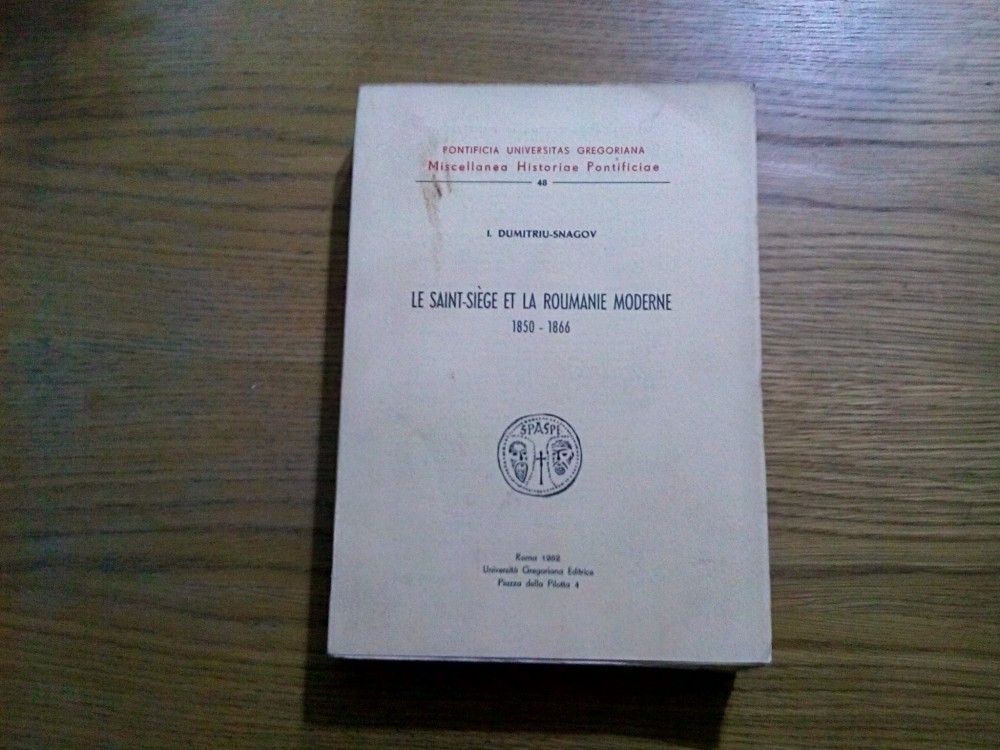 PONTIFICIA UNIVERSITAS GREGORIANA
Miscellanea Historiae Pontificiae
48
I. DUMITRIU-SNAGOV
LE SAINT-SIÈGE ET LA ROUMANIE MODERNE
1850 - 1866
SPASPE
Roma 1982
Università Gregoriana Editrice
Piazza della Pilotta 4